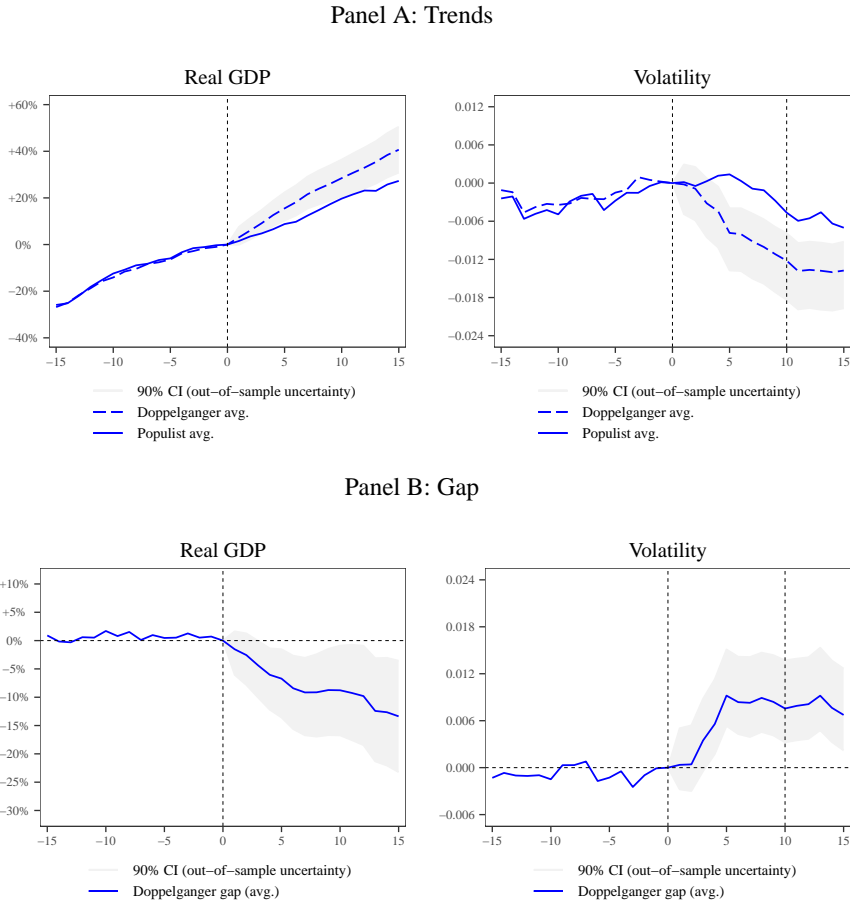 Panel A: Trends
Real GDP
+60%
+40%
+20%
0%
−20%
−40%
−15 −10 −5 0 5 10 15
90% CI (out−of−sample uncertainty)
Doppelganger avg.
Populist avg.
Volatility
0.012
0.006
0.000
−0.006
−0.012
−0.018
−0.024
−15 −10 −5 0 5 10 15
90% CI (out−of−sample uncertainty)
Doppelganger avg.
Populist avg.
Panel B: Gap
Real GDP
+10%
+5%
0%
−5%
−10%
−15%
−20%
−25%
−30%
−15 −10 −5 0 5 10 15
90% CI (out−of−sample uncertainty)
Doppelganger gap (avg.)
Volatility
0.024
0.018
0.012
0.006
0.000
−0.006
−15 −10 −5 0 5 10 15
90% CI (out−of−sample uncertainty)
Doppelganger gap (avg.)